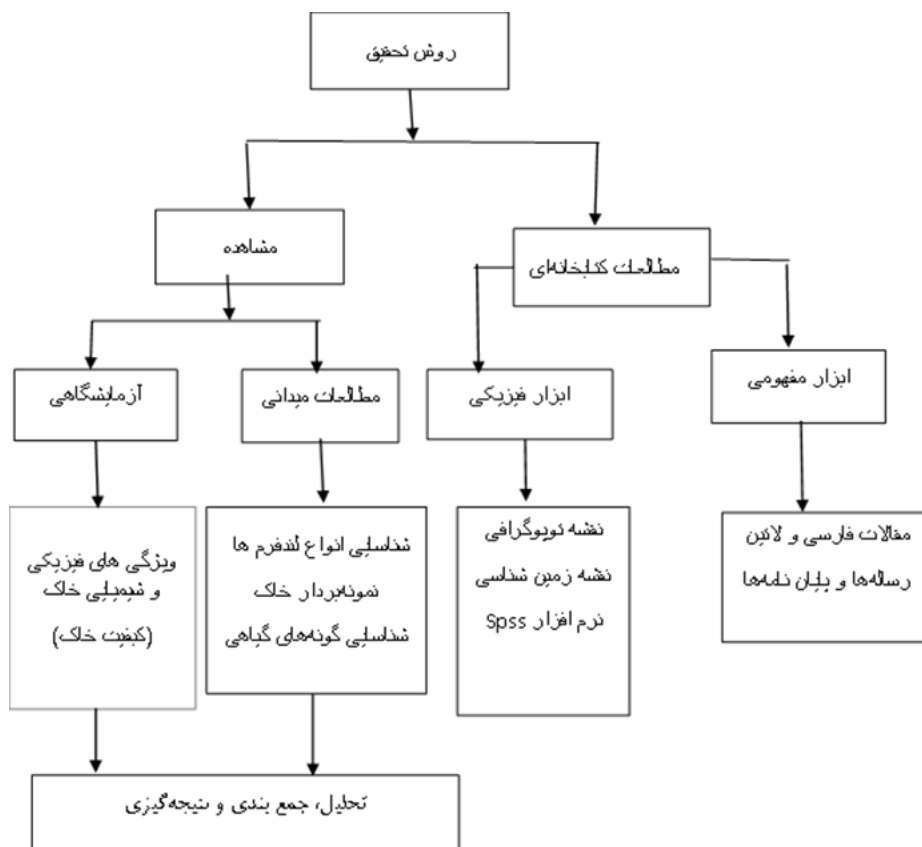 روش تحقیق
مشاهده
مطالعات کتابخانه‌ای
آزمایشگاهی
مطالعات میدانی
ابزار فیزیکی
ابزار مفهومی
ویژگی های فیزیکی
و شیمیایی خاک
(کیفیت خاک)
شناسایی انواع لندفرم ها
نمونه‌بردار خاک
شناسایی گونه‌های گیاهی
نقشه توپوگرافی
نقشه زمین شناسی
نرم افزار Spss
مقالات فارسی و لاتین
رساله‌ها و پایان نامه‌ها
تحلیل، جمع بندی و نتیجه‌گیزی